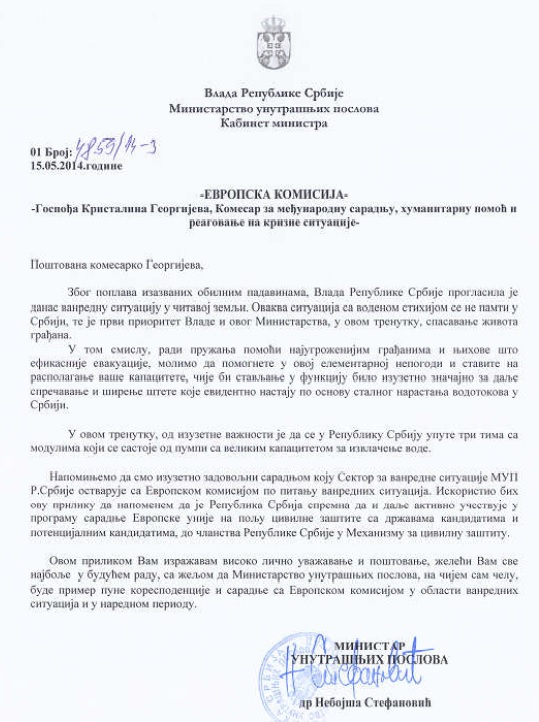 Влада Републике Србије
Министарство унутрашњих послова
Кабинет министра
01 Број: 4859/14-3
15.05.2014.године
-ЕВРОПСКА КОМИСИЈА-
-Госпођа Кристалина Георгијева, Комесар за међународну сарадњу, хуманитарну помоћ и
реаговање на кризне ситуације-
Поштована комесарко Георгијева,
Због поплава изазваних обилним падавинама, Влада Републике Србије прогласила је
данас ванредну ситуацију у читавој земљи. Оваква ситуација са воденом стихијом се не памти у
Србији, те је први приоритет Владе и овог Министарства, у овом тренутку, спасавање живота
грађана.
У том смислу, ради пружања помоћи најугроженијим грађанима и њихове што
ефикасније евакуације, молимо да помогнете у овој елементарној непогоди и ставите на
располагање ваше капацитете, чије би стављање у функцију било изузетно значајно за даље
спречавање и ширење штете које евидентно настају по основу сталног нарастања водотокова у
Србији.
У овом тренутку, од изузетне важности је да се у Републику Србију упуте три тима са
модулима који се састоје од пумпи са великим капацитетом за извлачење воде.
Напомињемо да смо изузетно задовољни сарадњом коју Сектор за ванредне ситуације МУП
Р.Србије остварује са Европском комисијом по питању ванредних ситуација. Искористио бих
ову прилику да напоменем да је Република Србија спремна да и даље активно учествује у
програму сарадње Европске уније на пољу цивилне заштите са државама кандидатима и
потенцијалним кандидатима, до чланства Републике Србије у Механизму за цивилну заштиту.
Овом приликом Вам изражавам високо лично уважавање и поштовање, желећи Вам све
најбоље у будућем раду, са жељом да Министарство унутрашњих послова, на чијем сам челу,
буде пример пуне коресподенције и сарадње са Европском комисијом у области ванредних
ситуација и у наредном периоду.
МИНИСТАР
УНУТРАШЊИХ ПОСЛОВА
др Небојша Стефановић